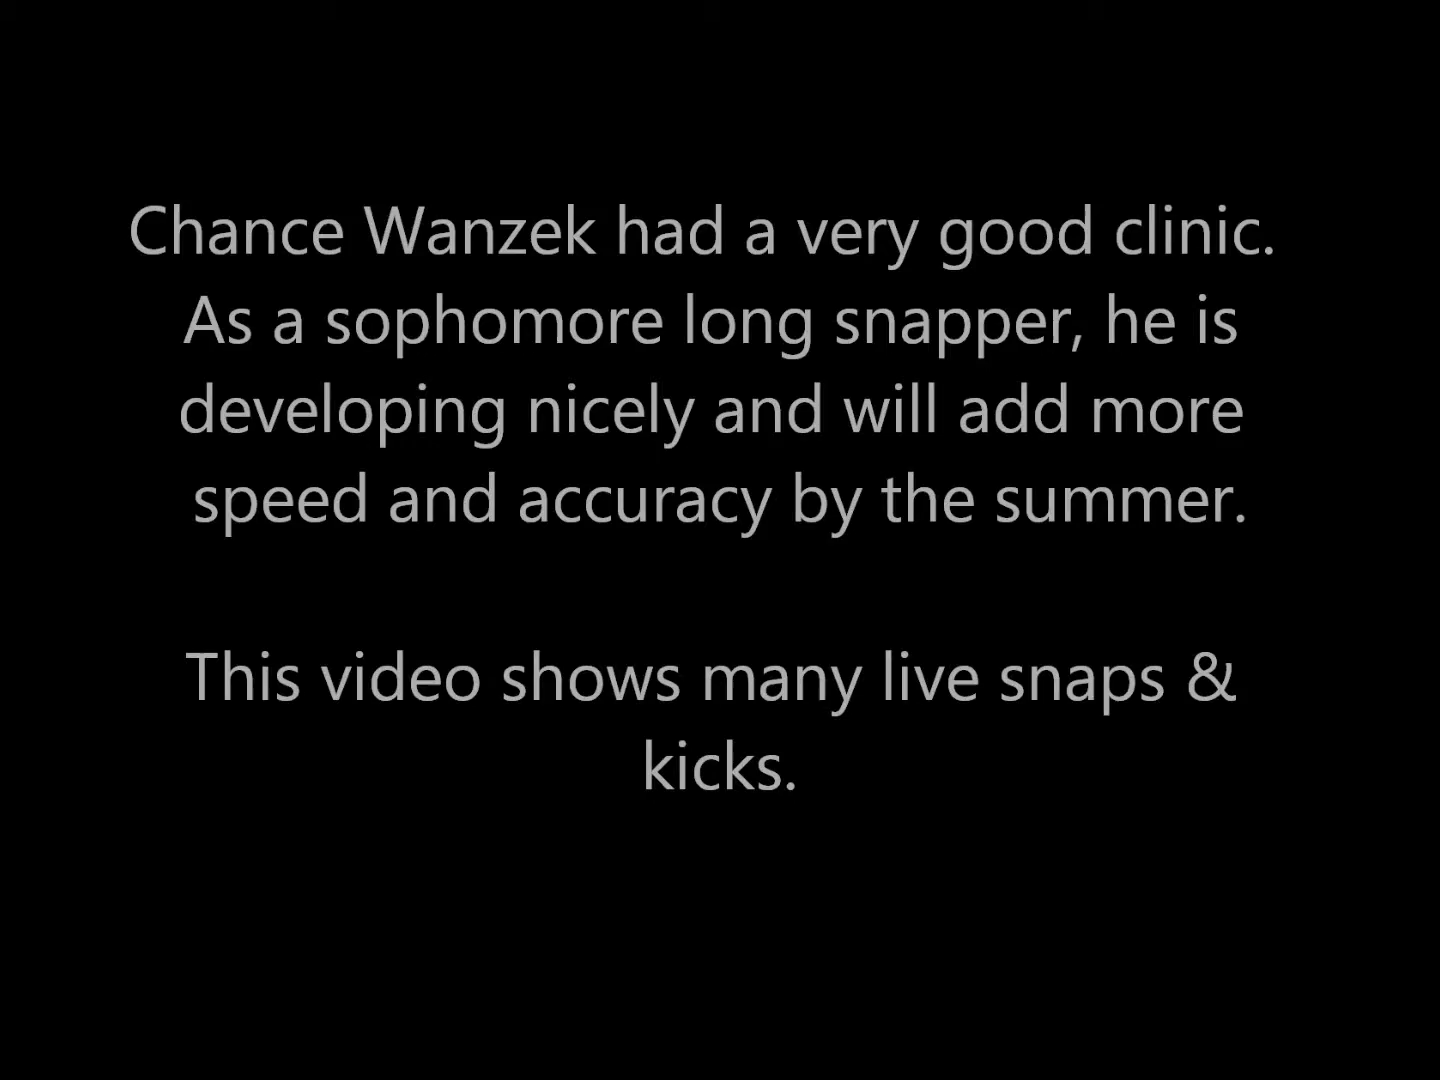 Chance Wanzek had a very good clinic.
As a sophomore long snapper, he is
developing nicely and will add more
speed and accuracy by the summer.
This video shows many live snaps &
kicks.